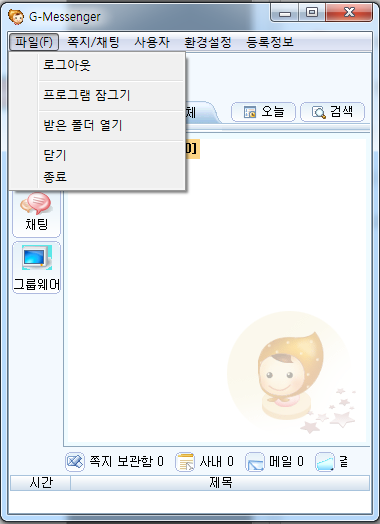 G-Messenger
파일(F) 쪽지/채팅 사용자 환경설정 등록정보
로그아웃
프로그램 잠그기
받은 폴더 열기
닫기
종료
체 오늘 검색
0]
채팅
그룹웨어
쪽지 보관함 0 사내 0 메일 0
시간 제목